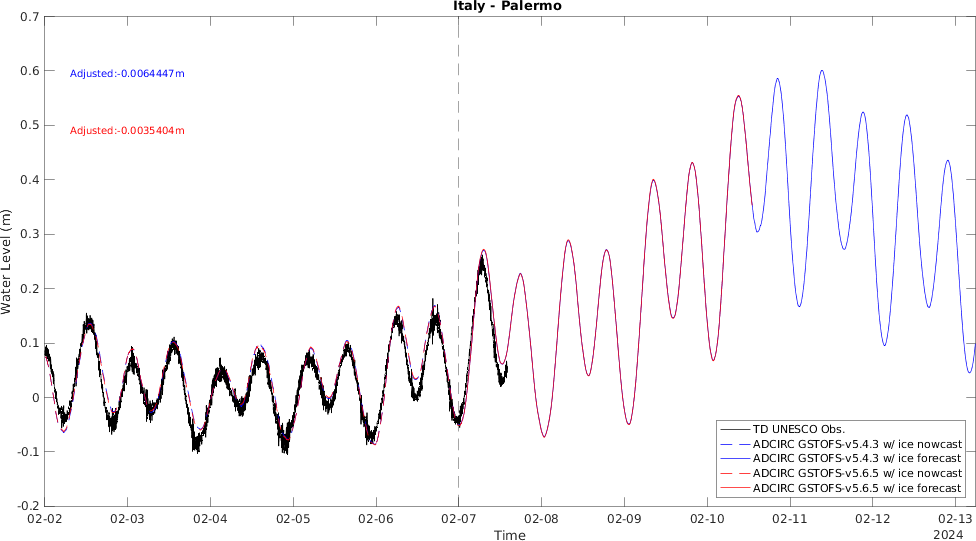 Italy - Palermo
0.7
0.6
0.5
0.4
0.3
0.2
0.1
0
-0.1
-0.2
Water Level (m)
Adjusted:-0.0064447m
Adjusted:-0.0035404m
TD UNESCO Obs.
ADCIRC GSTOFS-v5.4.3 w/ ice nowcast
ADCIRC GSTOFS-v5.4.3 w/ ice forecast
ADCIRC GSTOFS-v5.6.5 w/ ice nowcast
ADCIRC GSTOFS-v5.6.5 w/ ice forecast
02-02 02-03 02-04 02-05 02-06 02-07 02-08 02-09 02-10 02-11 02-12 02-13
Time
2024